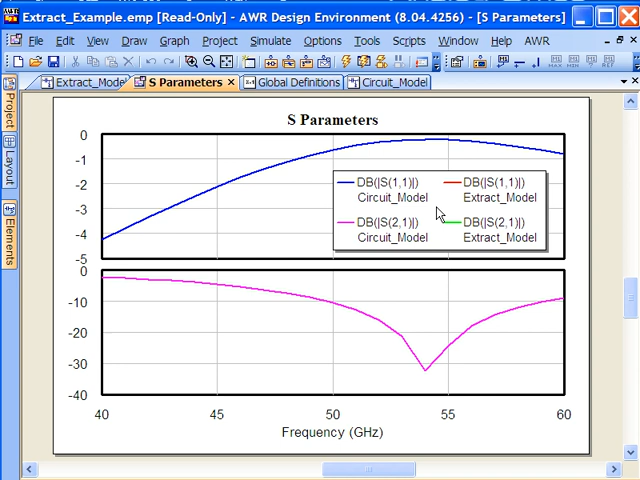 Extract_Example.emp [Read-Only] - AWR Design Environment (8.04.4256) - [S Parameters]
File Edit View Draw Graph Project Simulate Options Tools Scripts Window Help AWR
Extract_Model S Parameters Global Definitions Circuit_Model
Project
Layout
Elements
S Parameters
0
-1
-2
-3
-4
-5
DB(|S(1,1)|)
Circuit_Model
DB(|S(1,1)|)
Extract_Model
DB(|S(2,1)|)
Circuit_Model
DB(|S(2,1)|)
Extract_Model
0
-10
-20
-30
-40
40 45 50 55 60
Frequency (GHz)